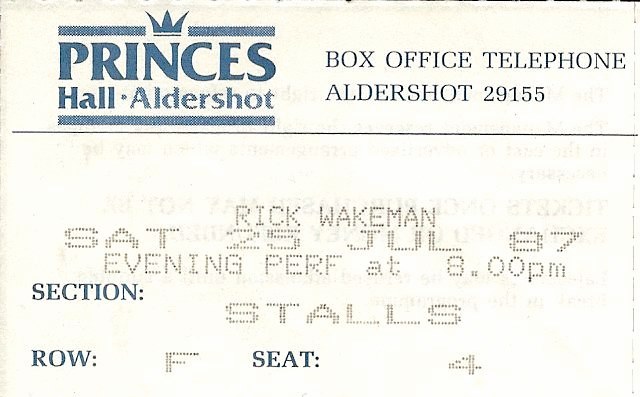 PRINCES
Hall·Aldershot
BOX OFFICE TELEPHONE
ALDERSHOT 29155
RICK WAKEMAN
SAT 25 JUL 87
EVENING PERF at 8.00pm
SECTION:
STALLS
ROW: F SEAT: 4